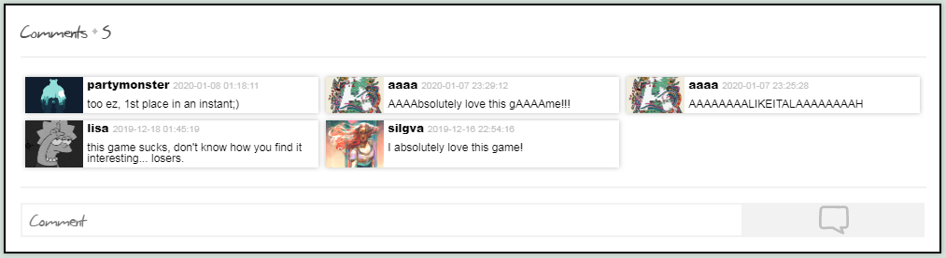 Comments • 5
partymonster 2020-01-08 01:18:11
too ez, 1st place in an instant;)
aaaa 2020-01-07 23:29:12
AAAAbsolutely love this gAAAAme!!!
aaaa 2020-01-07 23:25:28
AAAAAAAALIKEITALAAAAAAAAH
lisa 2019-12-18 01:45:19
this game sucks, don't know how you find it
interesting... losers.
silgva 2019-12-16 22:54:16
I absolutely love this game!
Comment